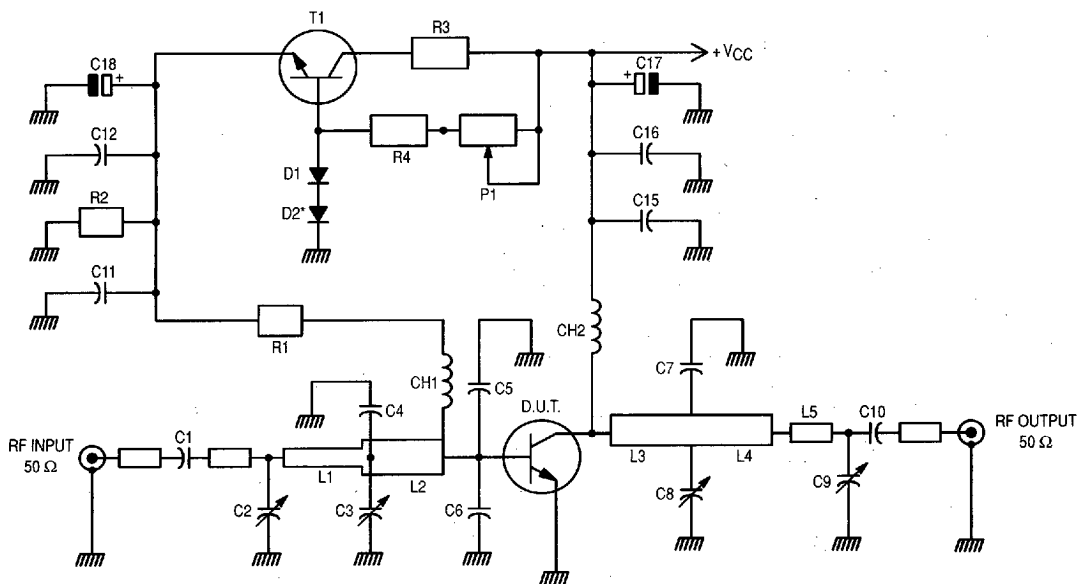 T1
R3
+ VCC
C18
+
C17
+
C12
R4
P1
C16
D1
R2
D2*
C15
C11
R1
CH2
CH1
C5
C7
C4
D.U.T.
L5
C10
RF INPUT
50 Ω
C1
RF OUTPUT
50 Ω
L1
L2
L3
L4
C2
C3
C6
C8
C9